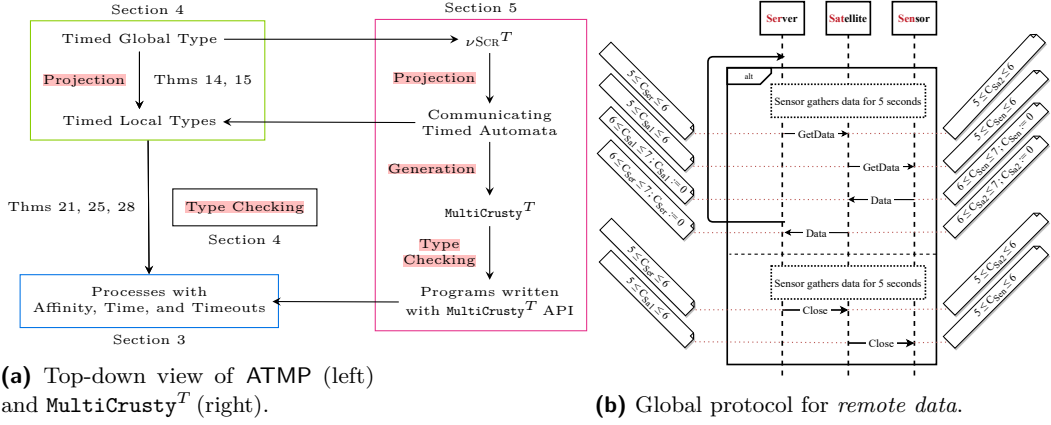 Section 4
Timed Global Type
Projection
Thms 14, 15
Timed Local Types
Thms 21, 25, 28
Type Checking
Section 4
Processes with
Affinity, Time, and Timeouts
Section 3
Section 5
νSCR^T
Projection
Communicating
Timed Automata
Generation
MultiCrusty^T
Type
Checking
Programs written
with MultiCrusty^T API
(a) Top-down view of ATMP (left)
and MultiCrusty^T (right).
Server
Satellite
Sensor
alt
Sensor gathers data for 5 seconds
5 ≤ C_Ser ≤ 6
5 ≤ C_Sa2 ≤ 6
GetData
5 ≤ C_Sa1 ≤ 6
5 ≤ C_Sen ≤ 6
GetData
6 ≤ C_Sa1 ≤ 7 ; C_Sa1 := 0
6 ≤ C_Sen ≤ 7 ; C_Sen := 0
Data
6 ≤ C_Ser ≤ 7 ; C_Ser := 0
6 ≤ C_Sa2 ≤ 7 ; C_Sa2 := 0
Data
Sensor gathers data for 5 seconds
5 ≤ C_Ser ≤ 6
5 ≤ C_Sa2 ≤ 6
Close
5 ≤ C_Sa1 ≤ 6
5 ≤ C_Sen ≤ 6
Close
(b) Global protocol for remote data.